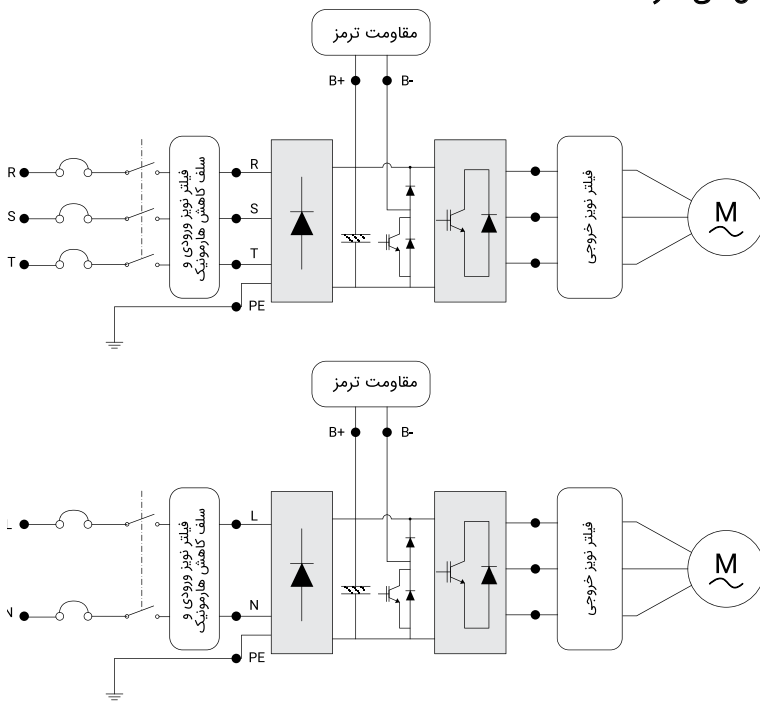 مقاومت ترمز
B+ B-
R
S
T
فیلتر نویز ورودی و
سلف کاهش هارمونیک
R
S
T
PE
فیلتر نویز خروجی
M
مقاومت ترمز
B+ B-
L
N
فیلتر نویز ورودی و
سلف کاهش هارمونیک
L
N
PE
فیلتر نویز خروجی
M